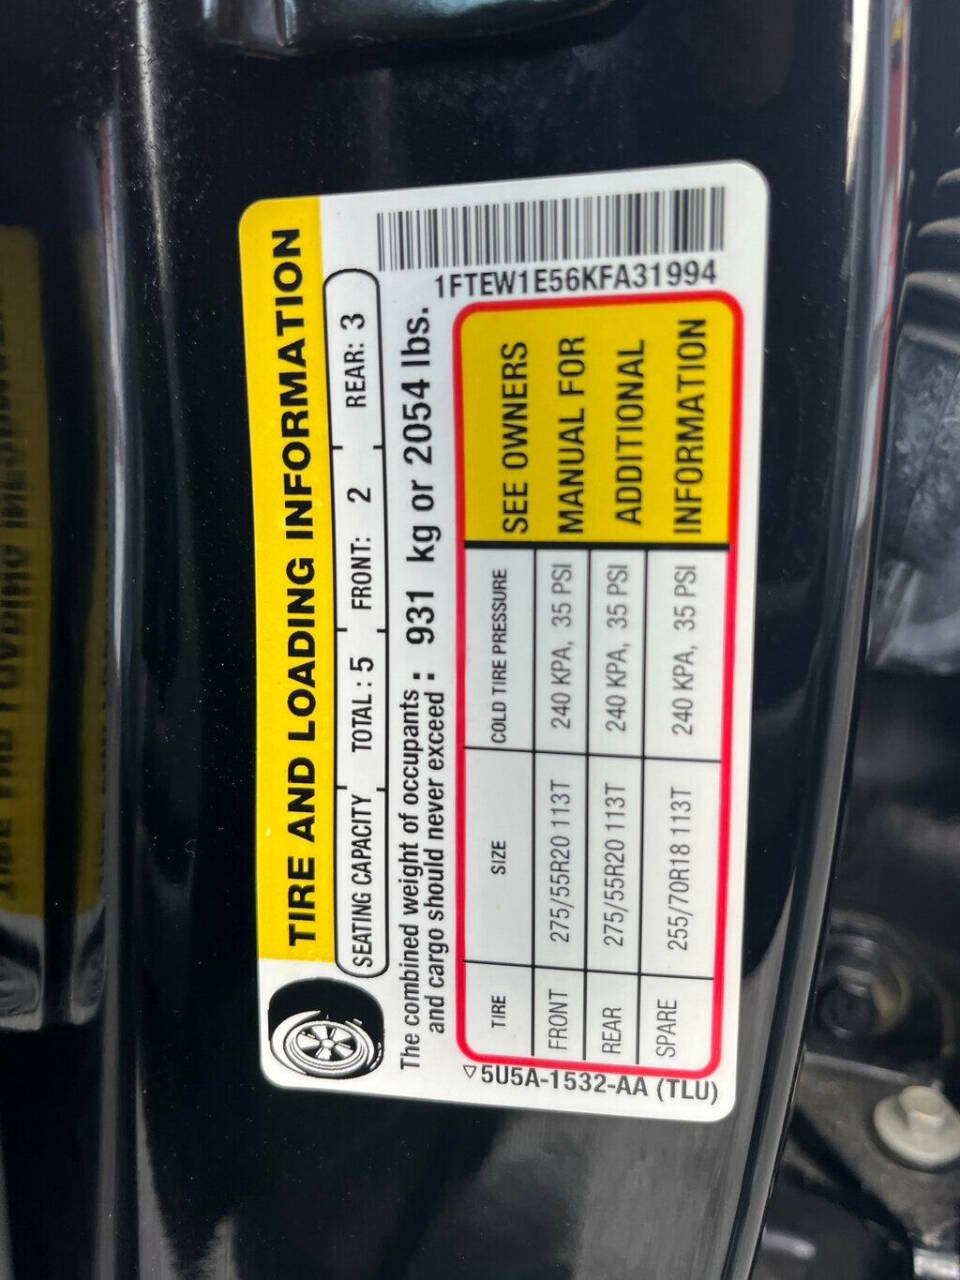 TIRE AND LOADING INFORMATION
SEATING CAPACITY TOTAL : 5 FRONT: 2 REAR: 3
The combined weight of occupants
and cargo should never exceed : 931 kg or 2054 lbs.
TIRE SIZE COLD TIRE PRESSURE
FRONT 275/55R20 113T 240 KPA, 35 PSI
REAR 275/55R20 113T 240 KPA, 35 PSI
SPARE 255/70R18 113T 240 KPA, 35 PSI
SEE OWNERS
MANUAL FOR
ADDITIONAL
INFORMATION
5U5A-1532-AA (TLU)
1FTEW1E56KFA31994